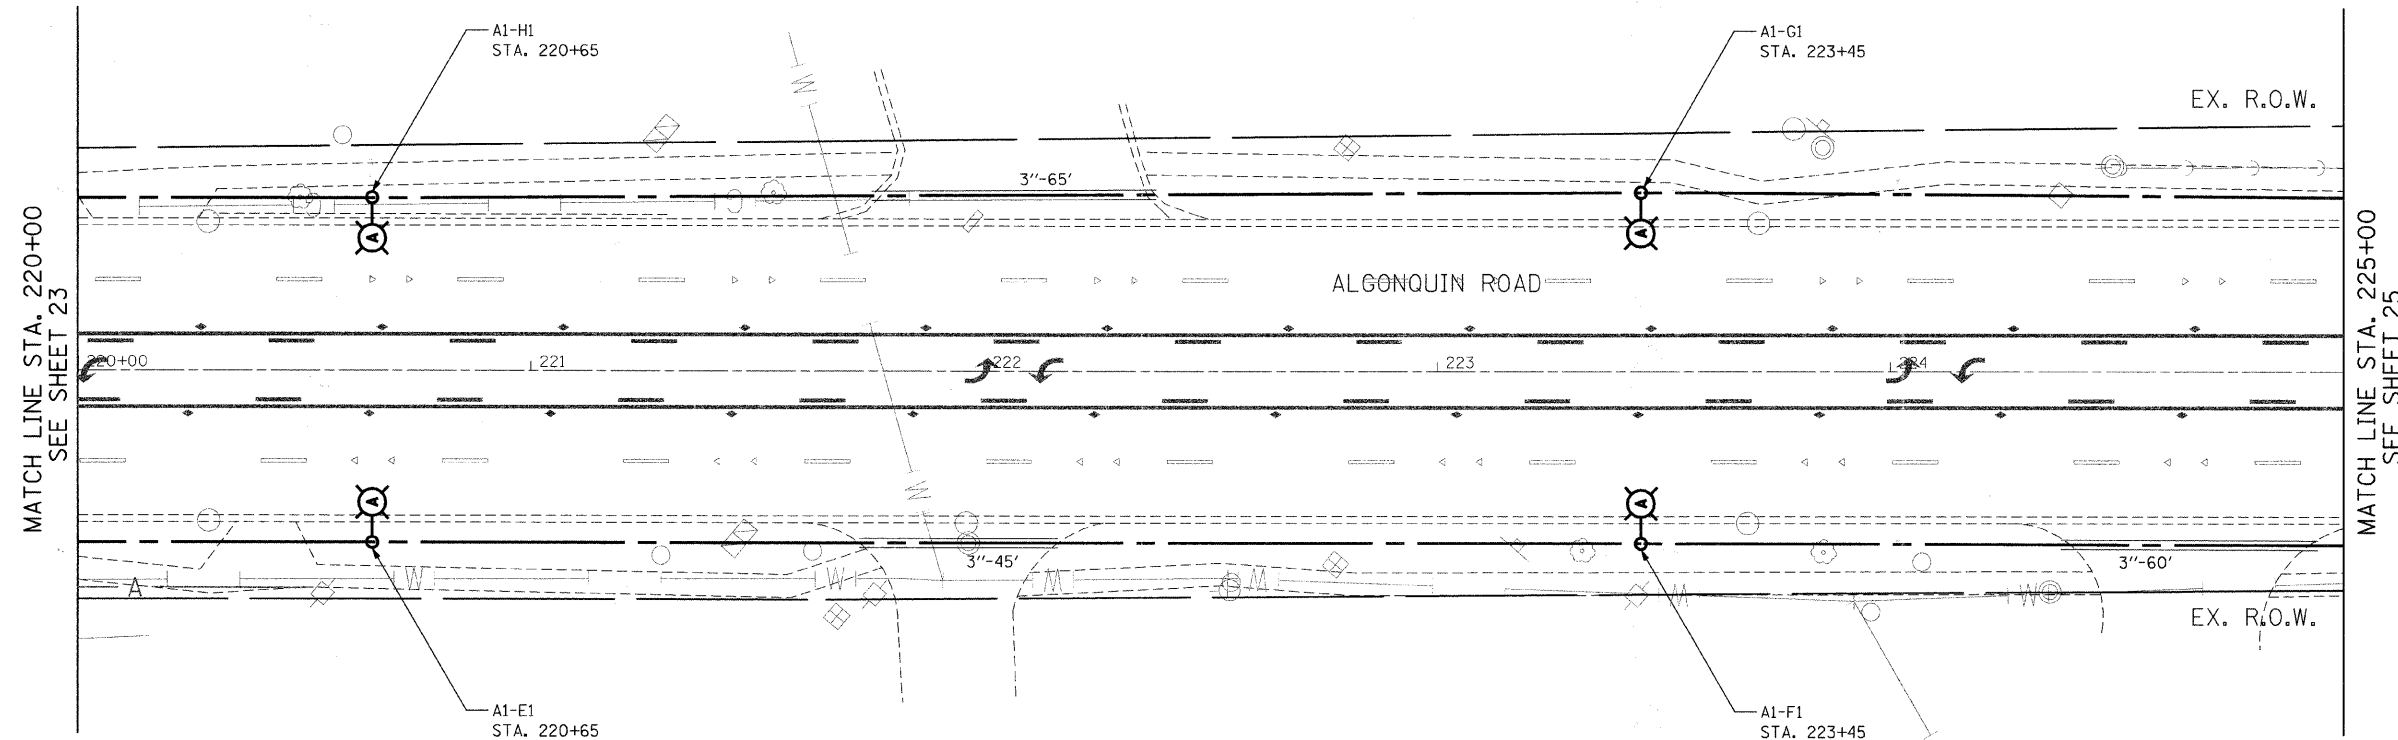 A1-H1
STA. 220+65
A1-G1
STA. 223+45
EX. R.O.W.
W
3''-65'
MATCH LINE STA. 220+00
SEE SHEET 23
A
A
ALGONQUIN ROAD
MATCH LINE STA. 225+00
SEE SHEET 25
220+00
221
222
223
224
W
A
A
3''-45'
3''-60'
A
W
W
W
W
W
W
EX. R.O.W.
A1-E1
STA. 220+65
A1-F1
STA. 223+45